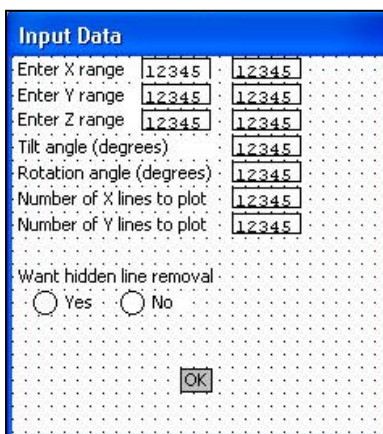 Input Data
Enter X range 12345 12345
Enter Y range 12345 12345
Enter Z range 12345 12345
Tilt angle (degrees) 12345
Rotation angle (degrees) 12345
Number of X lines to plot 12345
Number of Y lines to plot 12345
Want hidden line removal
Yes No
OK